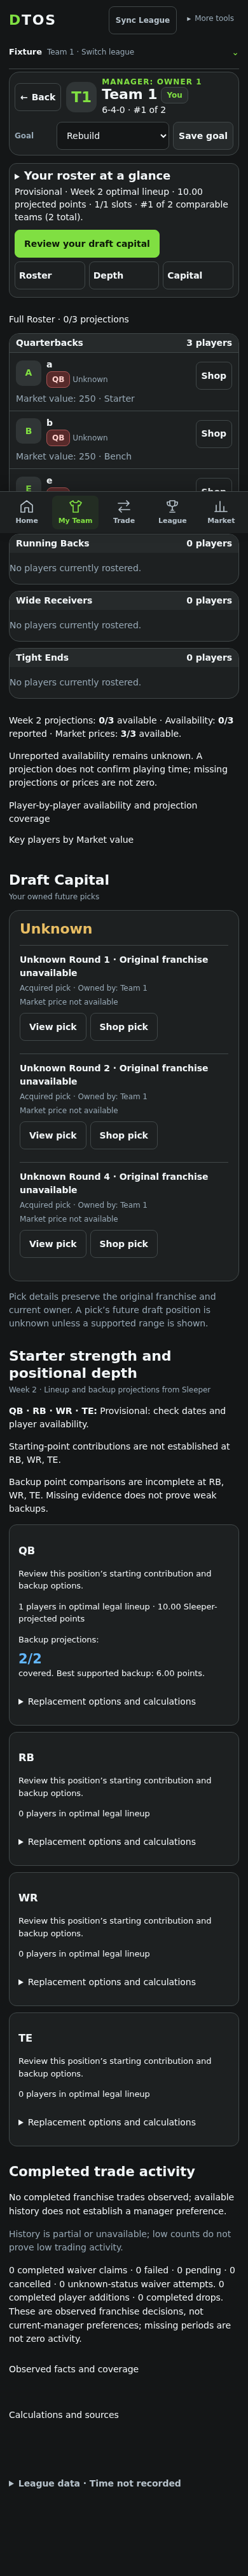 DTOS
Sync League
▸ More tools
Fixture Team 1 · Switch league
← Back
T1
MANAGER: OWNER 1
Team 1 You
6-4-0 · #1 of 2
Goal
Rebuild
Save goal
▸ Your roster at a glance
Provisional · Week 2 optimal lineup · 10.00
projected points · 1/1 slots · #1 of 2 comparable
teams (2 total).
Review your draft capital
Roster
Depth
Capital
Full Roster · 0/3 projections
Quarterbacks 3 players
A
a
QB Unknown
Shop
Market value: 250 · Starter
B
b
QB Unknown
Shop
Market value: 250 · Bench
E
e
Home
My Team
Trade
League
Market
Running Backs 0 players
No players currently rostered.
Wide Receivers 0 players
No players currently rostered.
Tight Ends 0 players
No players currently rostered.
Week 2 projections: 0/3 available · Availability: 0/3
reported · Market prices: 3/3 available.
Unreported availability remains unknown. A
projection does not confirm playing time; missing
projections or prices are not zero.
Player-by-player availability and projection
coverage
Key players by Market value
Draft Capital
Your owned future picks
Unknown
Unknown Round 1 · Original franchise
unavailable
Acquired pick · Owned by: Team 1
Market price not available
View pick
Shop pick
Unknown Round 2 · Original franchise
unavailable
Acquired pick · Owned by: Team 1
Market price not available
View pick
Shop pick
Unknown Round 4 · Original franchise
unavailable
Acquired pick · Owned by: Team 1
Market price not available
View pick
Shop pick
Pick details preserve the original franchise and
current owner. A pick's future draft position is
unknown unless a supported range is shown.
Starter strength and
positional depth
Week 2 · Lineup and backup projections from Sleeper
QB · RB · WR · TE: Provisional: check dates and
player availability.
Starting-point contributions are not established at
RB, WR, TE.
Backup point comparisons are incomplete at RB,
WR, TE. Missing evidence does not prove weak
backups.
QB
Review this position's starting contribution and
backup options.
1 players in optimal legal lineup · 10.00 Sleeper-
projected points
Backup projections:
2/2
covered. Best supported backup: 6.00 points.
▸ Replacement options and calculations
RB
Review this position's starting contribution and
backup options.
0 players in optimal legal lineup
▸ Replacement options and calculations
WR
Review this position's starting contribution and
backup options.
0 players in optimal legal lineup
▸ Replacement options and calculations
TE
Review this position's starting contribution and
backup options.
0 players in optimal legal lineup
▸ Replacement options and calculations
Completed trade activity
No completed franchise trades observed; available
history does not establish a manager preference.
History is partial or unavailable; low counts do not
prove low trading activity.
0 completed waiver claims · 0 failed · 0 pending · 0
cancelled · 0 unknown-status waiver attempts. 0
completed player additions · 0 completed drops.
These are observed franchise decisions, not
current-manager preferences; missing periods are
not zero activity.
Observed facts and coverage
Calculations and sources
▸ League data · Time not recorded